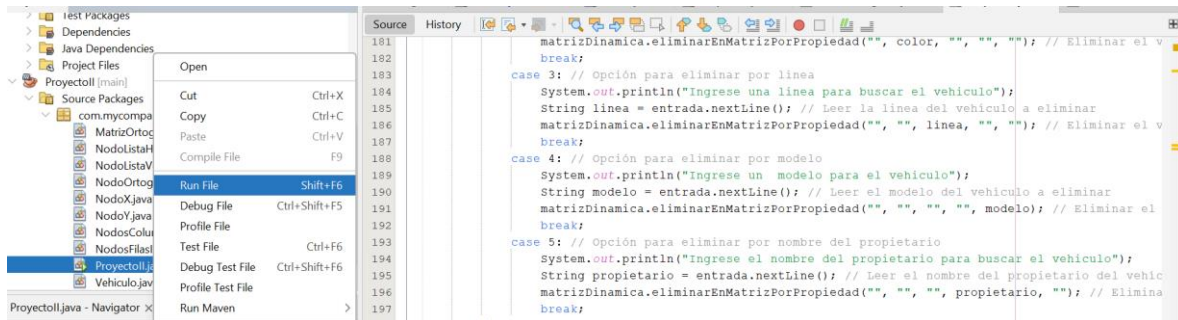 Test Packages
Dependencies
Java Dependencies
Project Files
ProyectoII [main]
Source Packages
com.mycompa
MatrizOrtog
NodoListaH
NodoListaV
NodoOrtog
NodoX.java
NodoY.java
NodosColu
NodosFilasI
ProyectoII.ja
Vehiculo.jav
ProyectoII.java - Navigator ×
Open
Cut Ctrl+X
Copy Ctrl+C
Paste Ctrl+V
Compile File F9
Run File Shift+F6
Debug File Ctrl+Shift+F5
Profile File
Test File Ctrl+F6
Debug Test File Ctrl+Shift+F6
Profile Test File
Run Maven >
Source History
181 matrizDinamica.eliminarEnMatrizPorPropiedad("", color, "", "", ""); // Eliminar el v
182 break;
183 case 3: // Opción para eliminar por linea
184 System.out.println("Ingrese una linea para buscar el vehiculo");
185 String linea = entrada.nextLine(); // Leer la linea del vehiculo a eliminar
186 matrizDinamica.eliminarEnMatrizPorPropiedad("", "", linea, "", ""); // Eliminar el v
187 break;
188 case 4: // Opción para eliminar por modelo
189 System.out.println("Ingrese un  modelo para el vehiculo");
190 String modelo = entrada.nextLine(); // Leer el modelo del vehiculo a eliminar
191 matrizDinamica.eliminarEnMatrizPorPropiedad("", "", "", "", modelo); // Eliminar el
192 break;
193 case 5: // Opción para eliminar por nombre del propietario
194 System.out.println("Ingrese el nombre del propietario para buscar el vehiculo");
195 String propietario = entrada.nextLine(); // Leer el nombre del propietario del vehic
196 matrizDinamica.eliminarEnMatrizPorPropiedad("", "", "", propietario, ""); // Elimina
197 break;